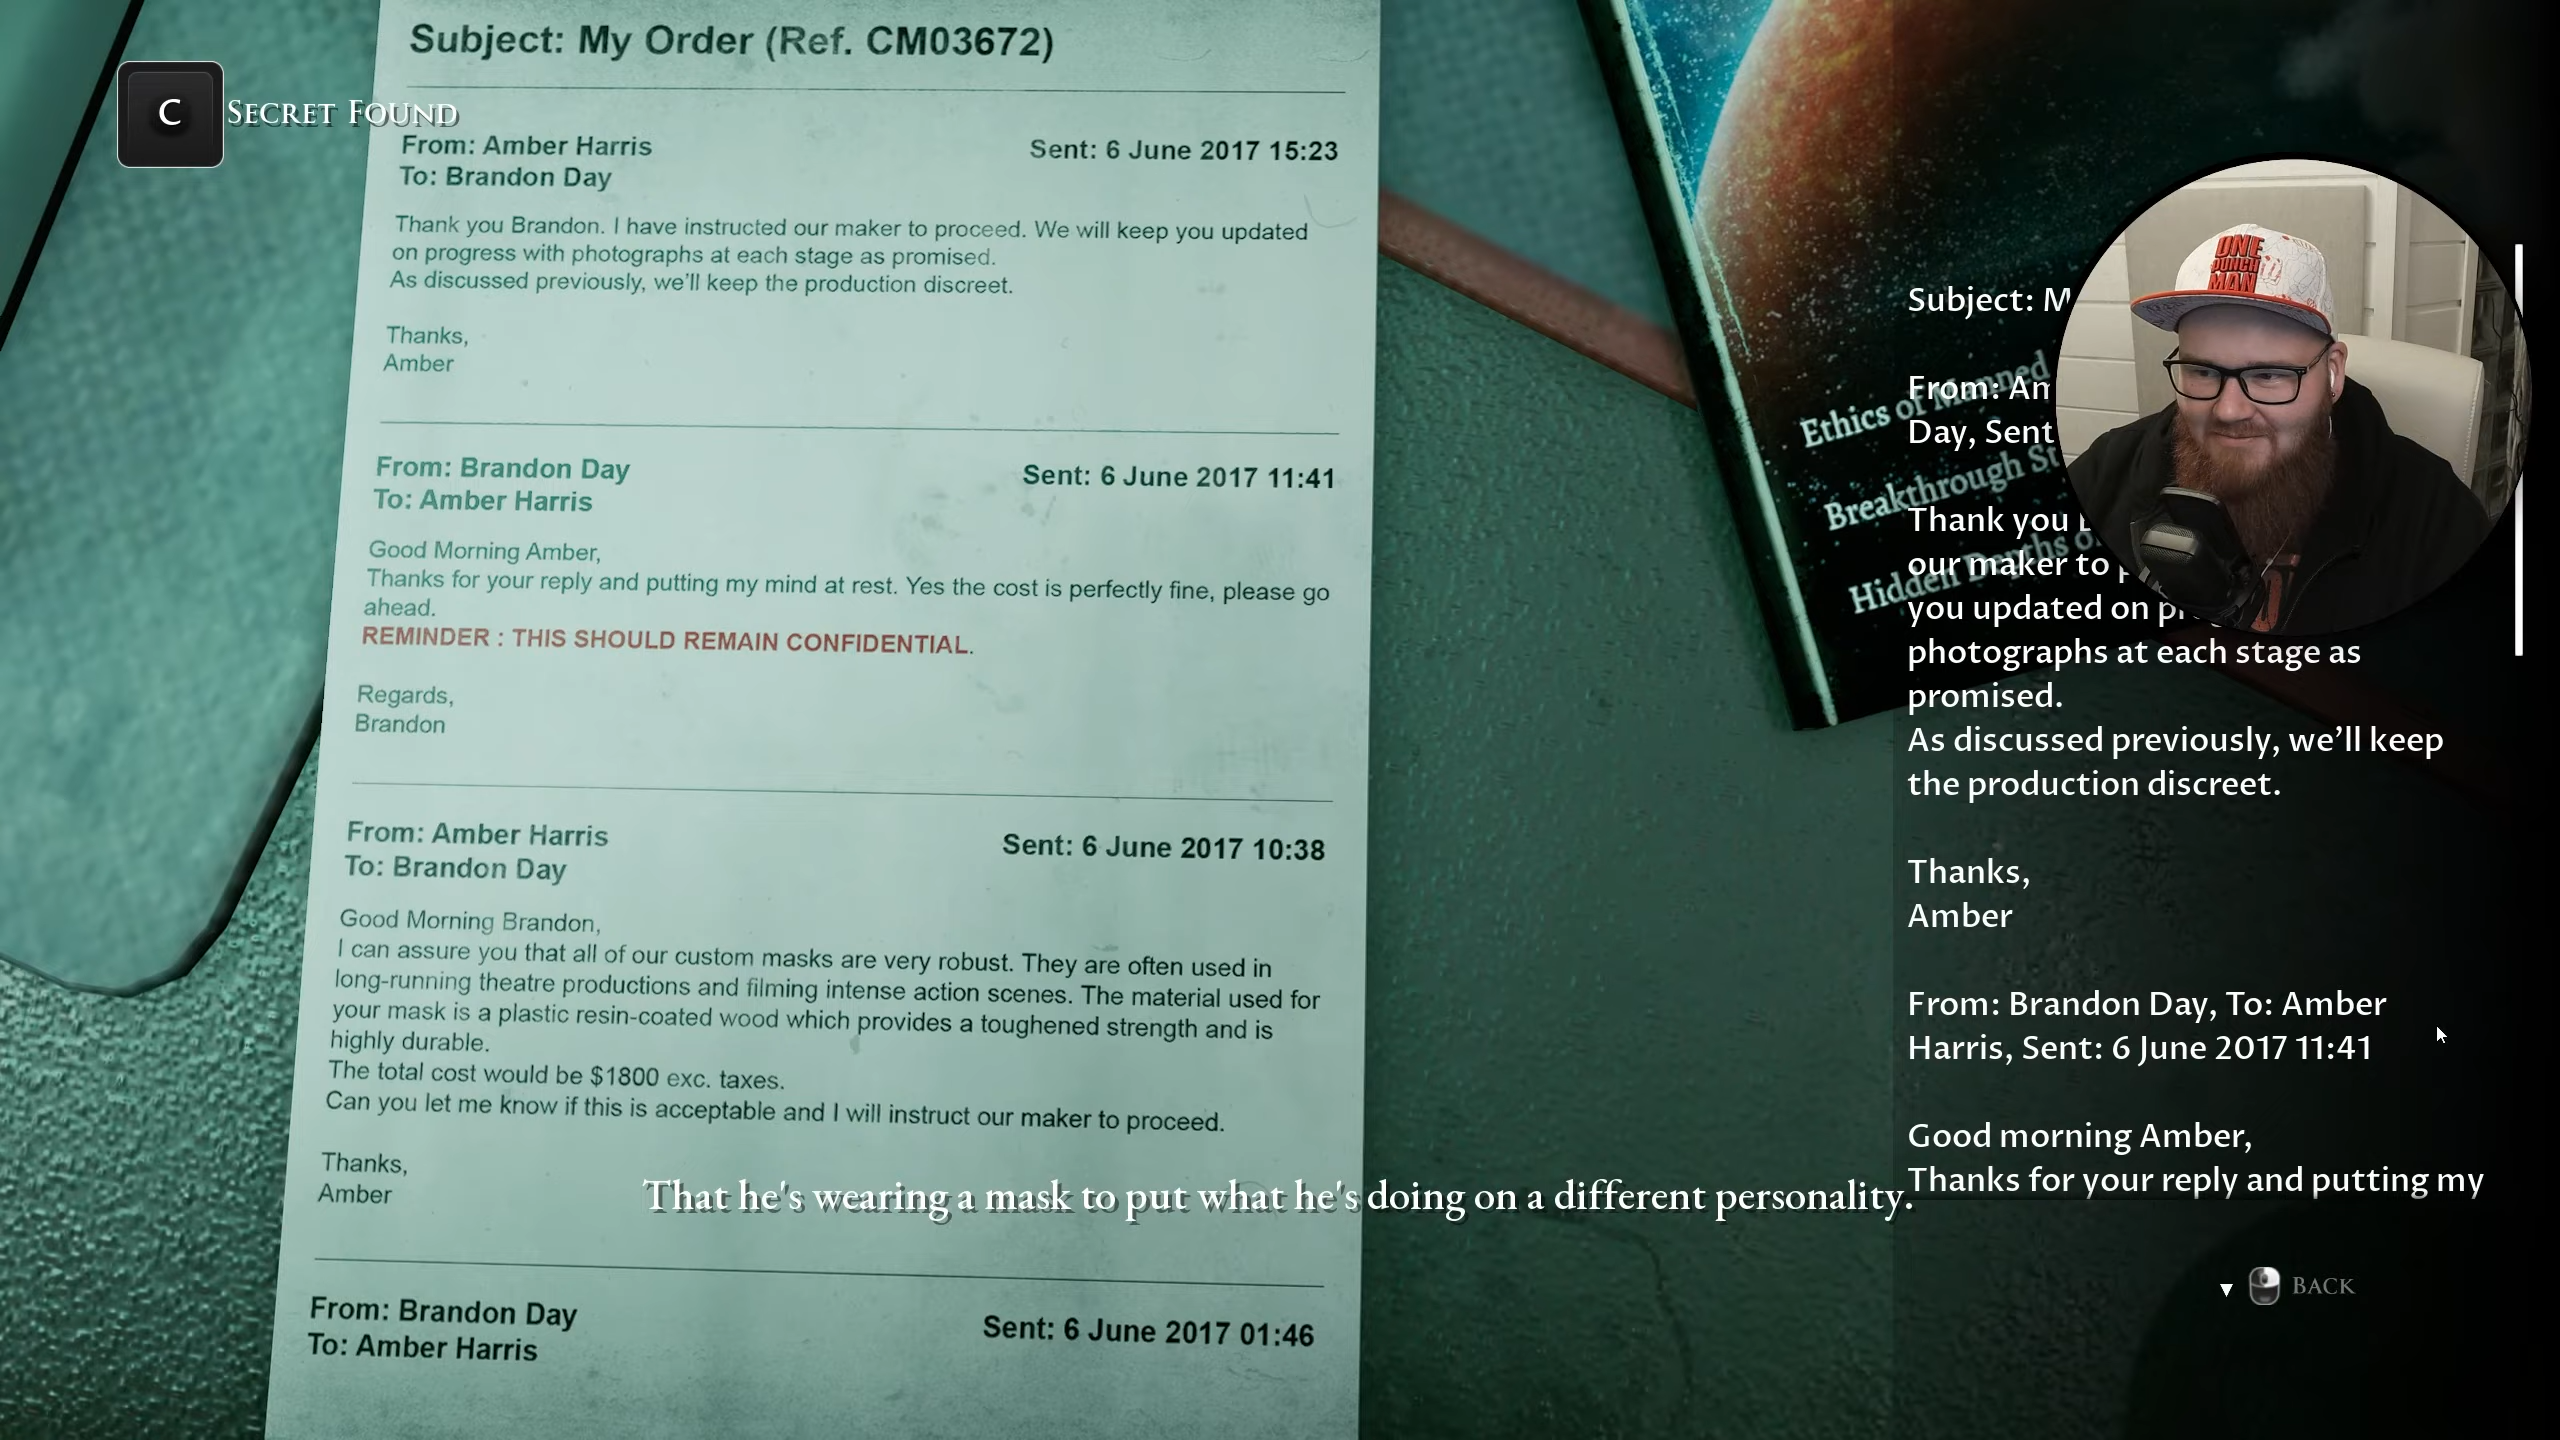 Subject: My Order (Ref. CM03672)
C
Secret Found
From: Amber Harris
Sent: 6 June 2017 15:23
To: Brandon Day
Thank you Brandon. I have instructed our maker to proceed. We will keep you updated
on progress with photographs at each stage as promised.
As discussed previously, we'll keep the production discreet.
Thanks,
Amber
From: Brandon Day
Sent: 6 June 2017 11:41
To: Amber Harris
Good Morning Amber,
Thanks for your reply and putting my mind at rest. Yes the cost is perfectly fine, please go
ahead.
REMINDER : THIS SHOULD REMAIN CONFIDENTIAL.
Regards,
Brandon
From: Amber Harris
Sent: 6 June 2017 10:38
To: Brandon Day
Good Morning Brandon,
I can assure you that all of our custom masks are very robust. They are often used in
long-running theatre productions and filming intense action scenes. The material used for
your mask is a plastic resin-coated wood which provides a toughened strength and is
highly durable.
The total cost would be $1800 exc. taxes.
Can you let me know if this is acceptable and I will instruct our maker to proceed.
Thanks,
Amber
From: Brandon Day
Sent: 6 June 2017 01:46
To: Amber Harris
That he's wearing a mask to put what he's doing on a different personality.
Ethics of Manned
Breakthrough
Hidden Depths
ONE
PUNCH
MAN
Subject:
From:
Day, Sent
Thank you
our maker to
you updated on
photographs at each stage as
promised.
As discussed previously, we'll keep
the production discreet.
Thanks,
Amber
From: Brandon Day, To: Amber
Harris, Sent: 6 June 2017 11:41
Good morning Amber,
Thanks for your reply and putting my
Back